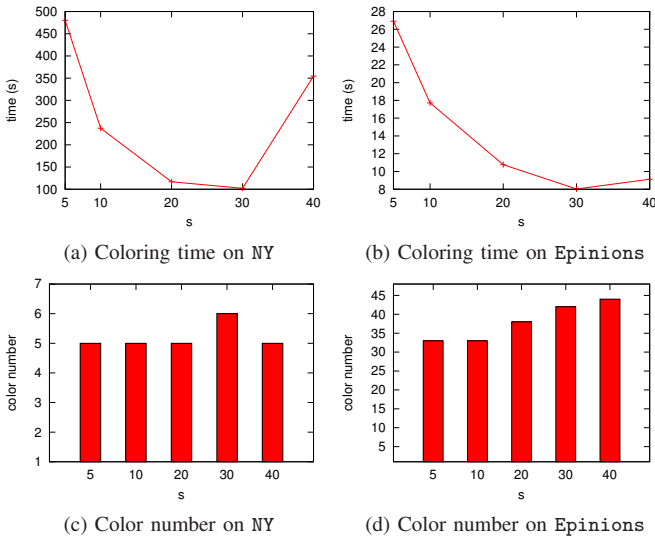 500
450
400
350
300
250
200
150
100
time (s)
5 10 20 30 40
s
(a) Coloring time on NY
28
26
24
22
20
18
16
14
12
10
8
time (s)
5 10 20 30 40
s
(b) Coloring time on Epinions
7
6
5
4
3
2
1
color number
5 10 20 30 40
s
(c) Color number on NY
45
40
35
30
25
20
15
10
5
color number
5 10 20 30 40
s
(d) Color number on Epinions